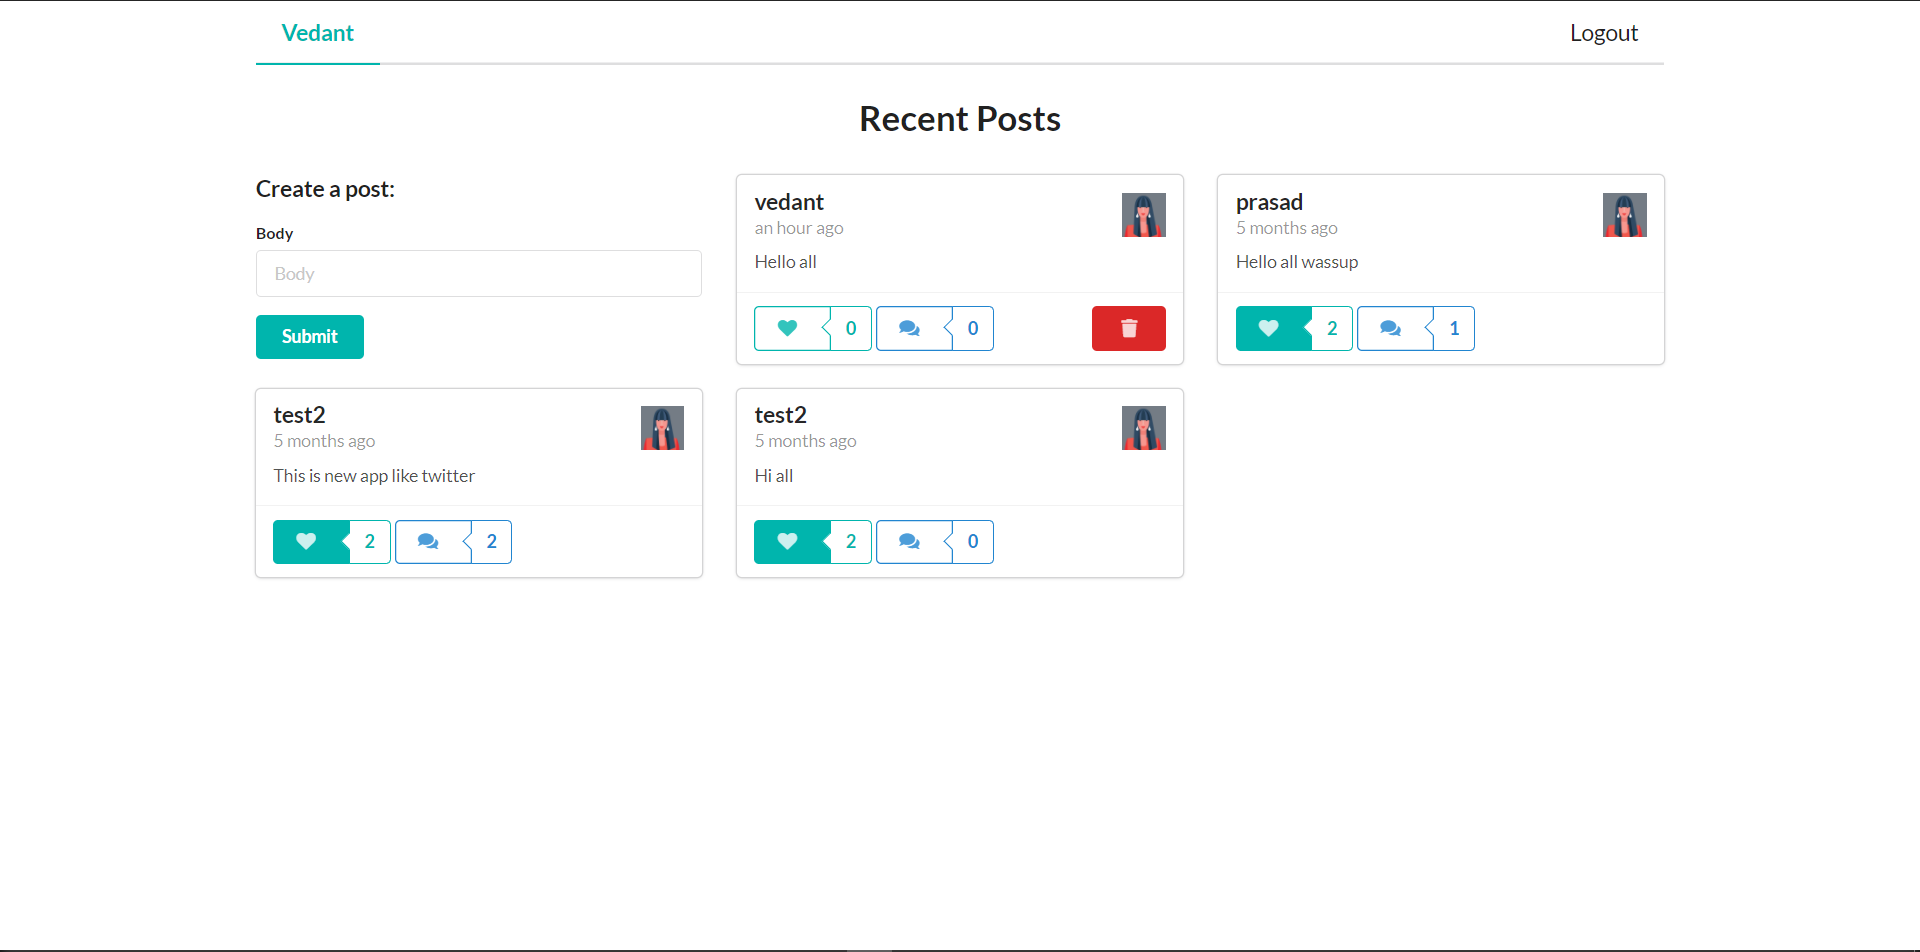 Vedant
Logout
Recent Posts
Create a post:
Body
Body
Submit
vedant
an hour ago
Hello all
0
0
prasad
5 months ago
Hello all wassup
2
1
test2
5 months ago
This is new app like twitter
2
2
test2
5 months ago
Hi all
2
0